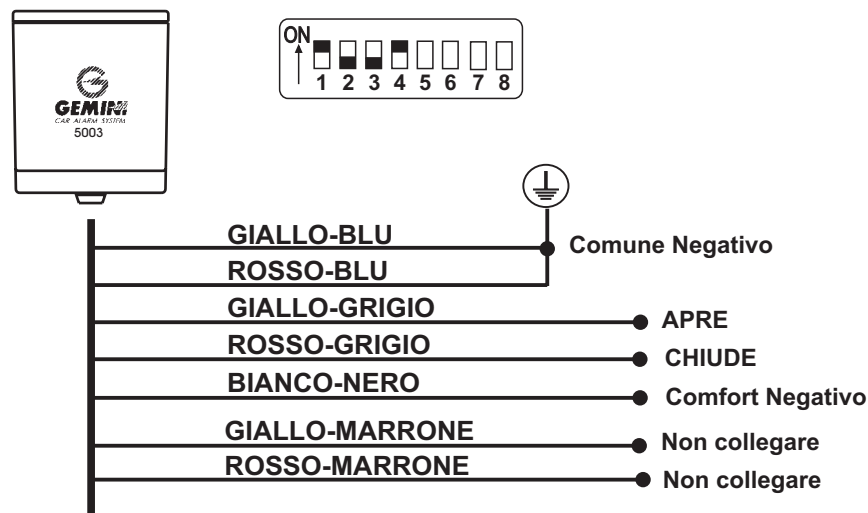 ON
1 2 3 4 5 6 7 8
GEMINI
CAR ALARM SYSTEM
5003
GIALLO-BLU
Comune Negativo
ROSSO-BLU
GIALLO-GRIGIO
APRE
ROSSO-GRIGIO
CHIUDE
BIANCO-NERO
Comfort Negativo
GIALLO-MARRONE
Non collegare
ROSSO-MARRONE
Non collegare